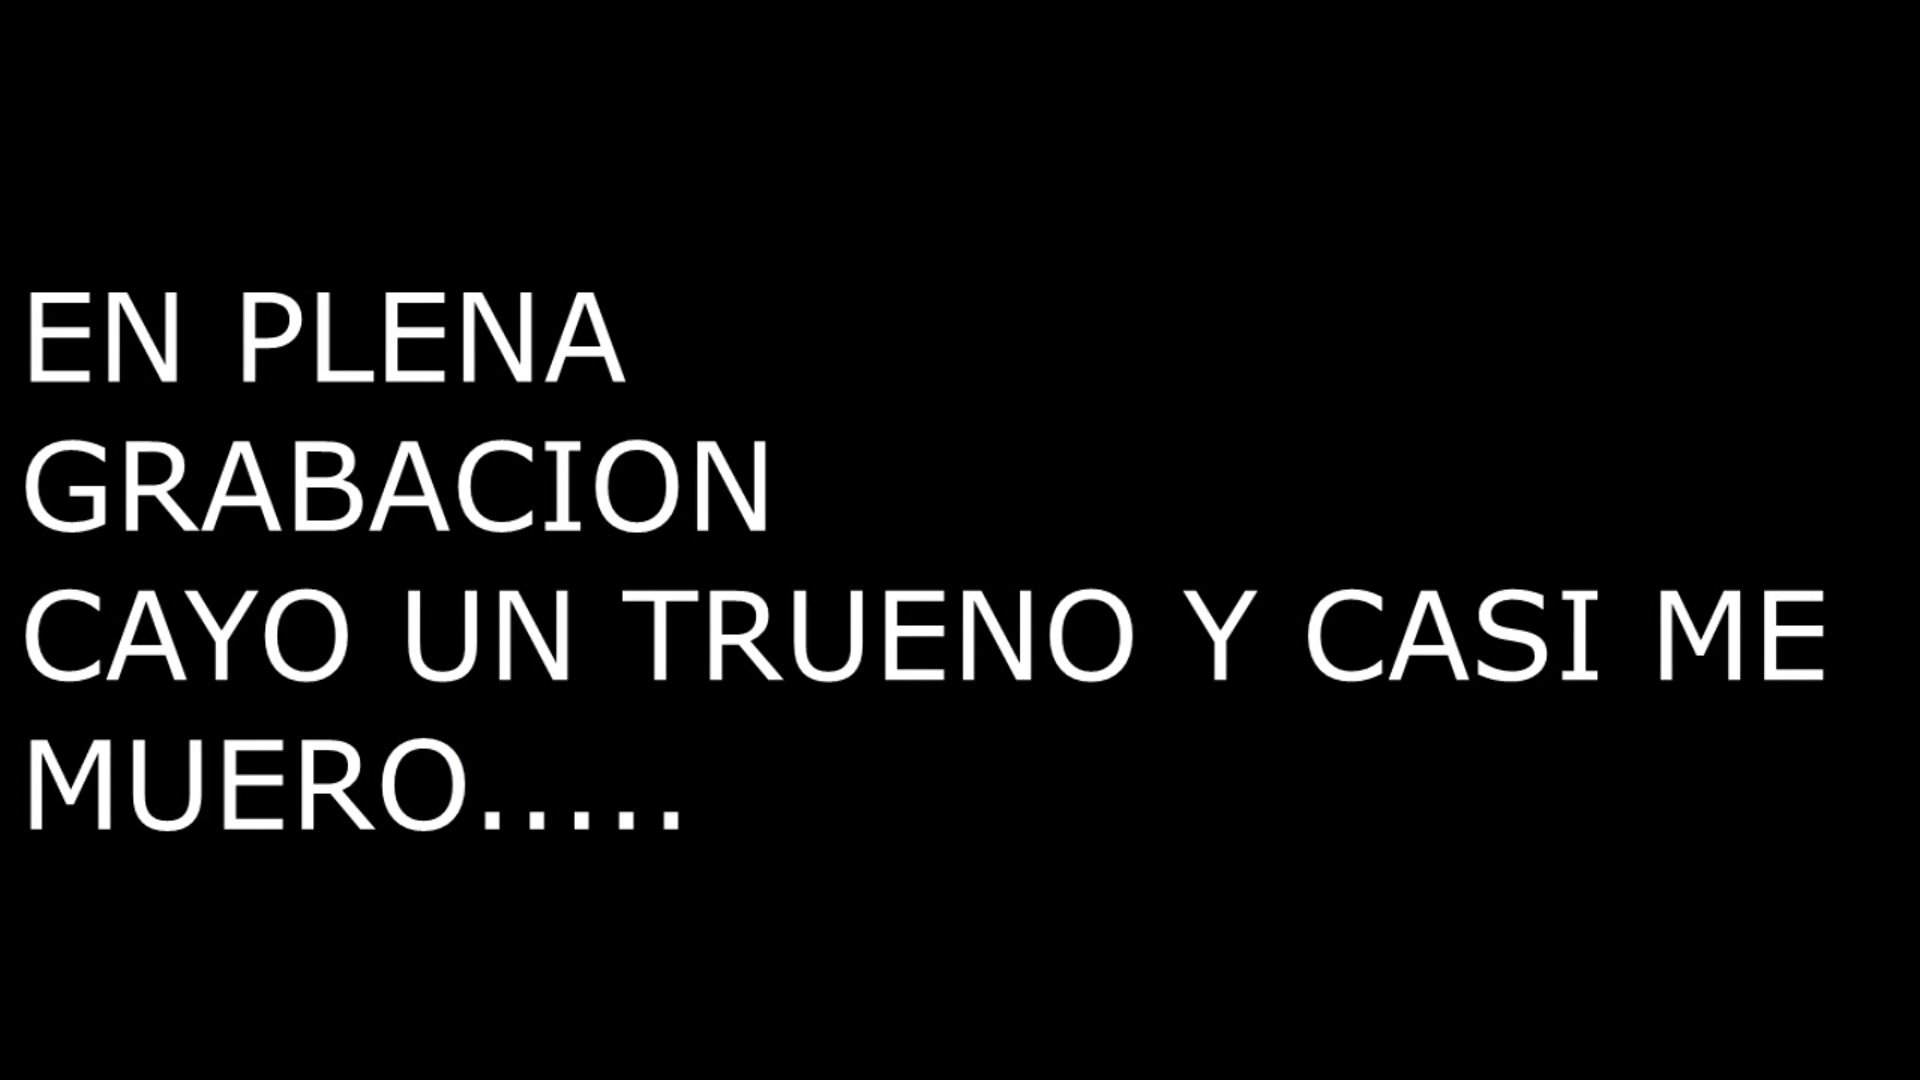 EN PLENA
GRABACION
CAYO UN TRUENO Y CASI ME
MUERO.....